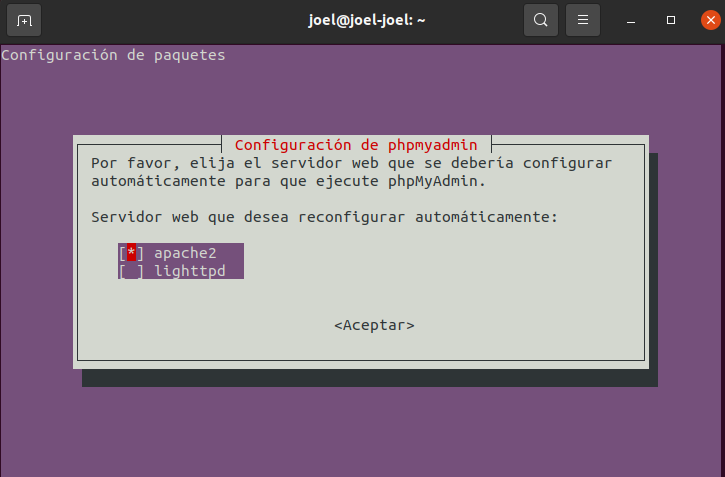 joel@joel-joel: ~
Configuración de paquetes
Configuración de phpmyadmin
Por favor, elija el servidor web que se debería configurar
automáticamente para que ejecute phpMyAdmin.
Servidor web que desea reconfigurar automáticamente:
[*] apache2
[ ] lighttpd
<Aceptar>